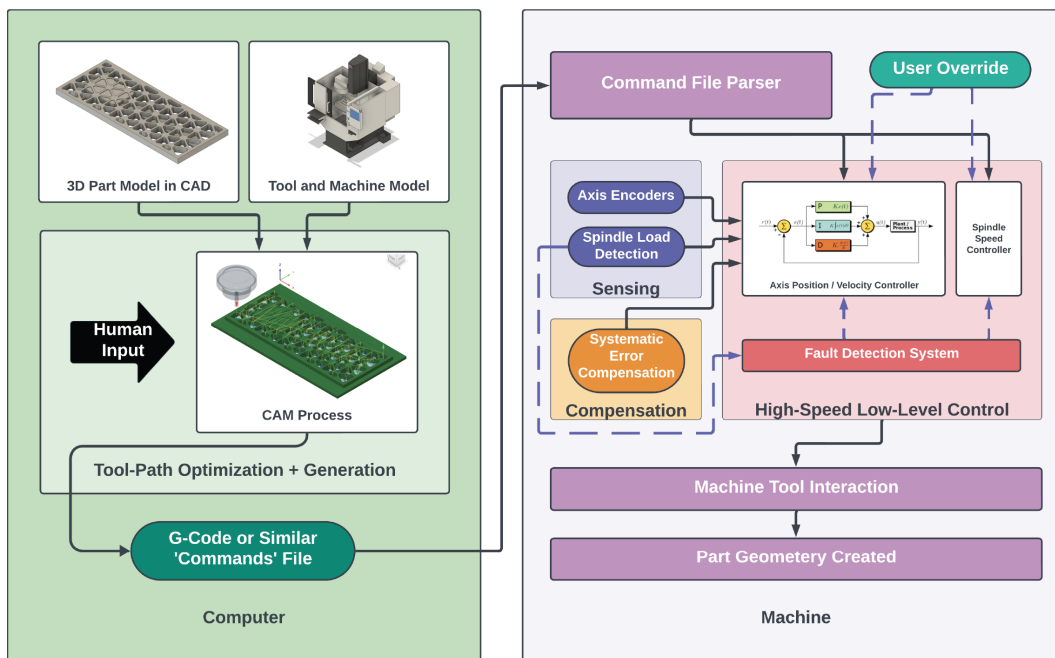 3D Part Model in CAD
Tool and Machine Model
Human
Input
CAM Process
Tool-Path Optimization + Generation
G-Code or Similar
'Commands' File
Computer
Command File Parser
User Override
Axis Encoders
Spindle Load
Detection
Sensing
Systematic
Error
Compensation
Compensation
r(t)
e(t)
P
I
D
u(t)
Plant /
Process
y(t)
Axis Position / Velocity Controller
Spindle
Speed
Controller
Fault Detection System
High-Speed Low-Level Control
Machine Tool Interaction
Part Geometery Created
Machine